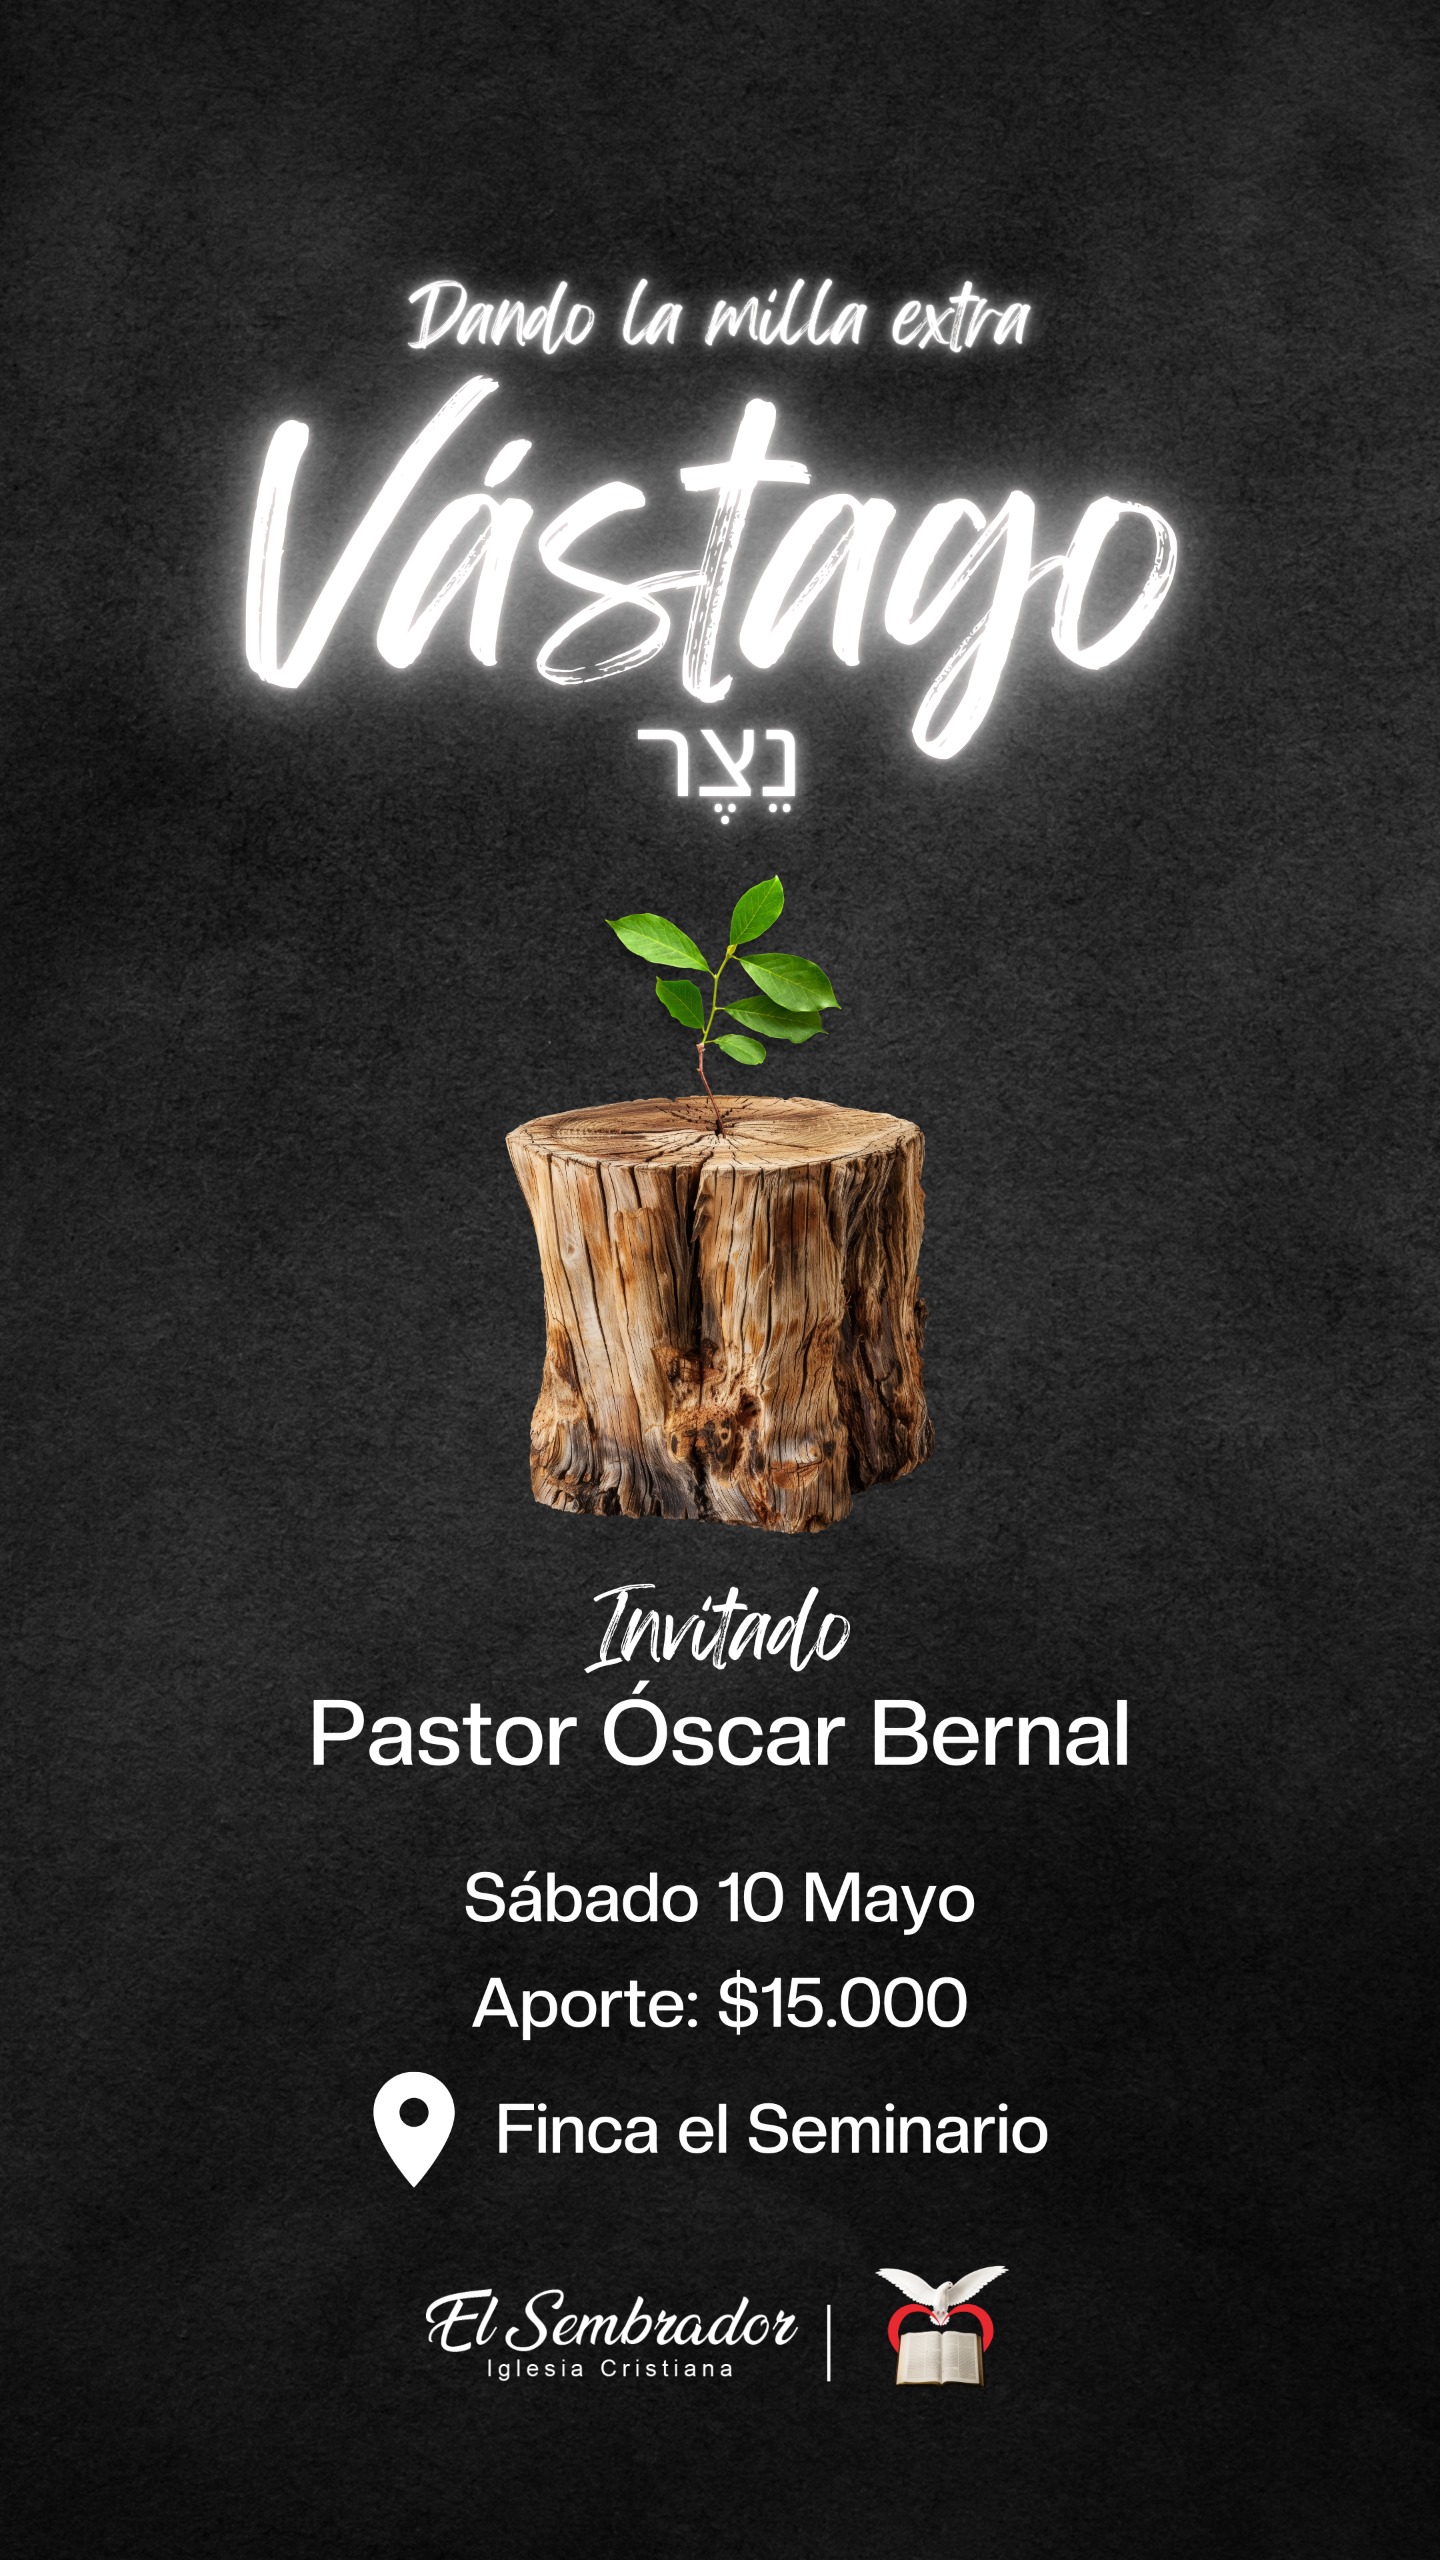 Dando la milla extra
Vástago
נֵצֶר
Invitado
Pastor Óscar Bernal
Sábado 10 Mayo
Aporte: $15.000
Finca el Seminario
El Sembrador
Iglesia Cristiana